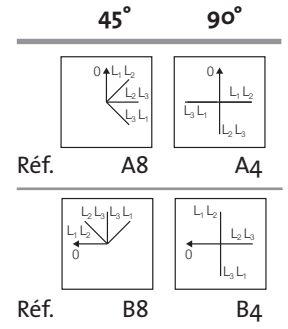 45° 90°
0 L₁ L₂
L₂ L₃
L₃ L₁
0
L₁ L₂
L₃ L₁
L₂ L₃
Réf. A8 A4
L₂ L₃ L₃ L₁
L₁ L₂
0
L₁ L₂
L₂ L₃
0
L₃ L₁
Réf. B8 B4